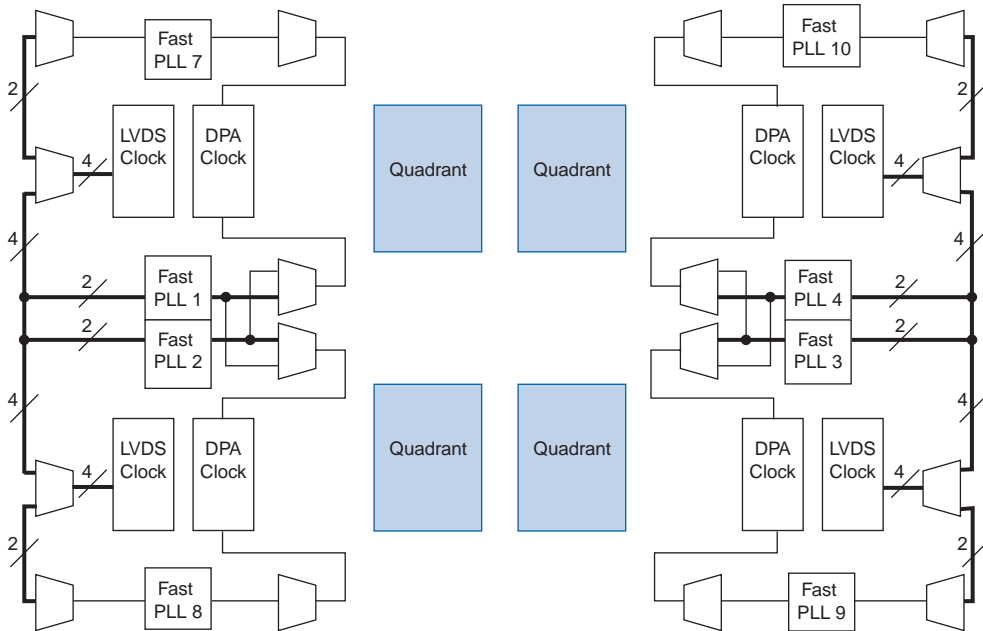 Fast
PLL 7
Fast
PLL 10
2
2
LVDS
Clock
DPA
Clock
Quadrant
Quadrant
DPA
Clock
LVDS
Clock
4
4
4
4
2
Fast
PLL 1
Fast
PLL 4
2
2
Fast
PLL 2
Fast
PLL 3
2
4
4
LVDS
Clock
DPA
Clock
Quadrant
Quadrant
DPA
Clock
LVDS
Clock
4
4
2
2
Fast
PLL 8
Fast
PLL 9